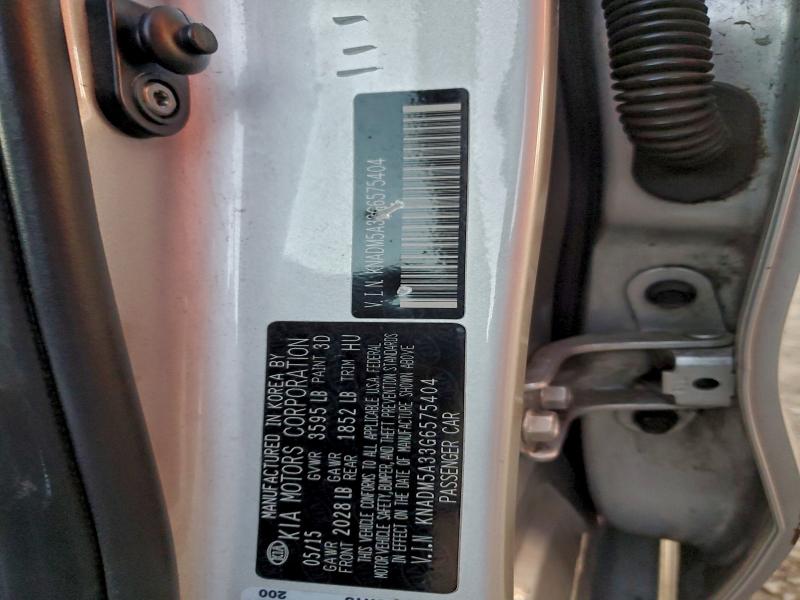 V.I.N KNADM5A33G6575404
MANUFACTURED IN KOREA BY
KIA
KIA MOTORS CORPORATION
05/15 GVWR 3595 LB PAINT 3D
GAWR FRONT 2028 LB GAWR REAR 1852 LB TRIM HU
THIS VEHICLE CONFORMS TO ALL APPLICABLE U.S.A. FEDERAL
MOTOR VEHICLE SAFETY, BUMPER, AND THEFT PREVENTION STANDARDS
IN EFFECT ON THE DATE OF MANUFACTURE SHOWN ABOVE
V.I.N KNADM5A33G6575404
PASSENGER CAR
200